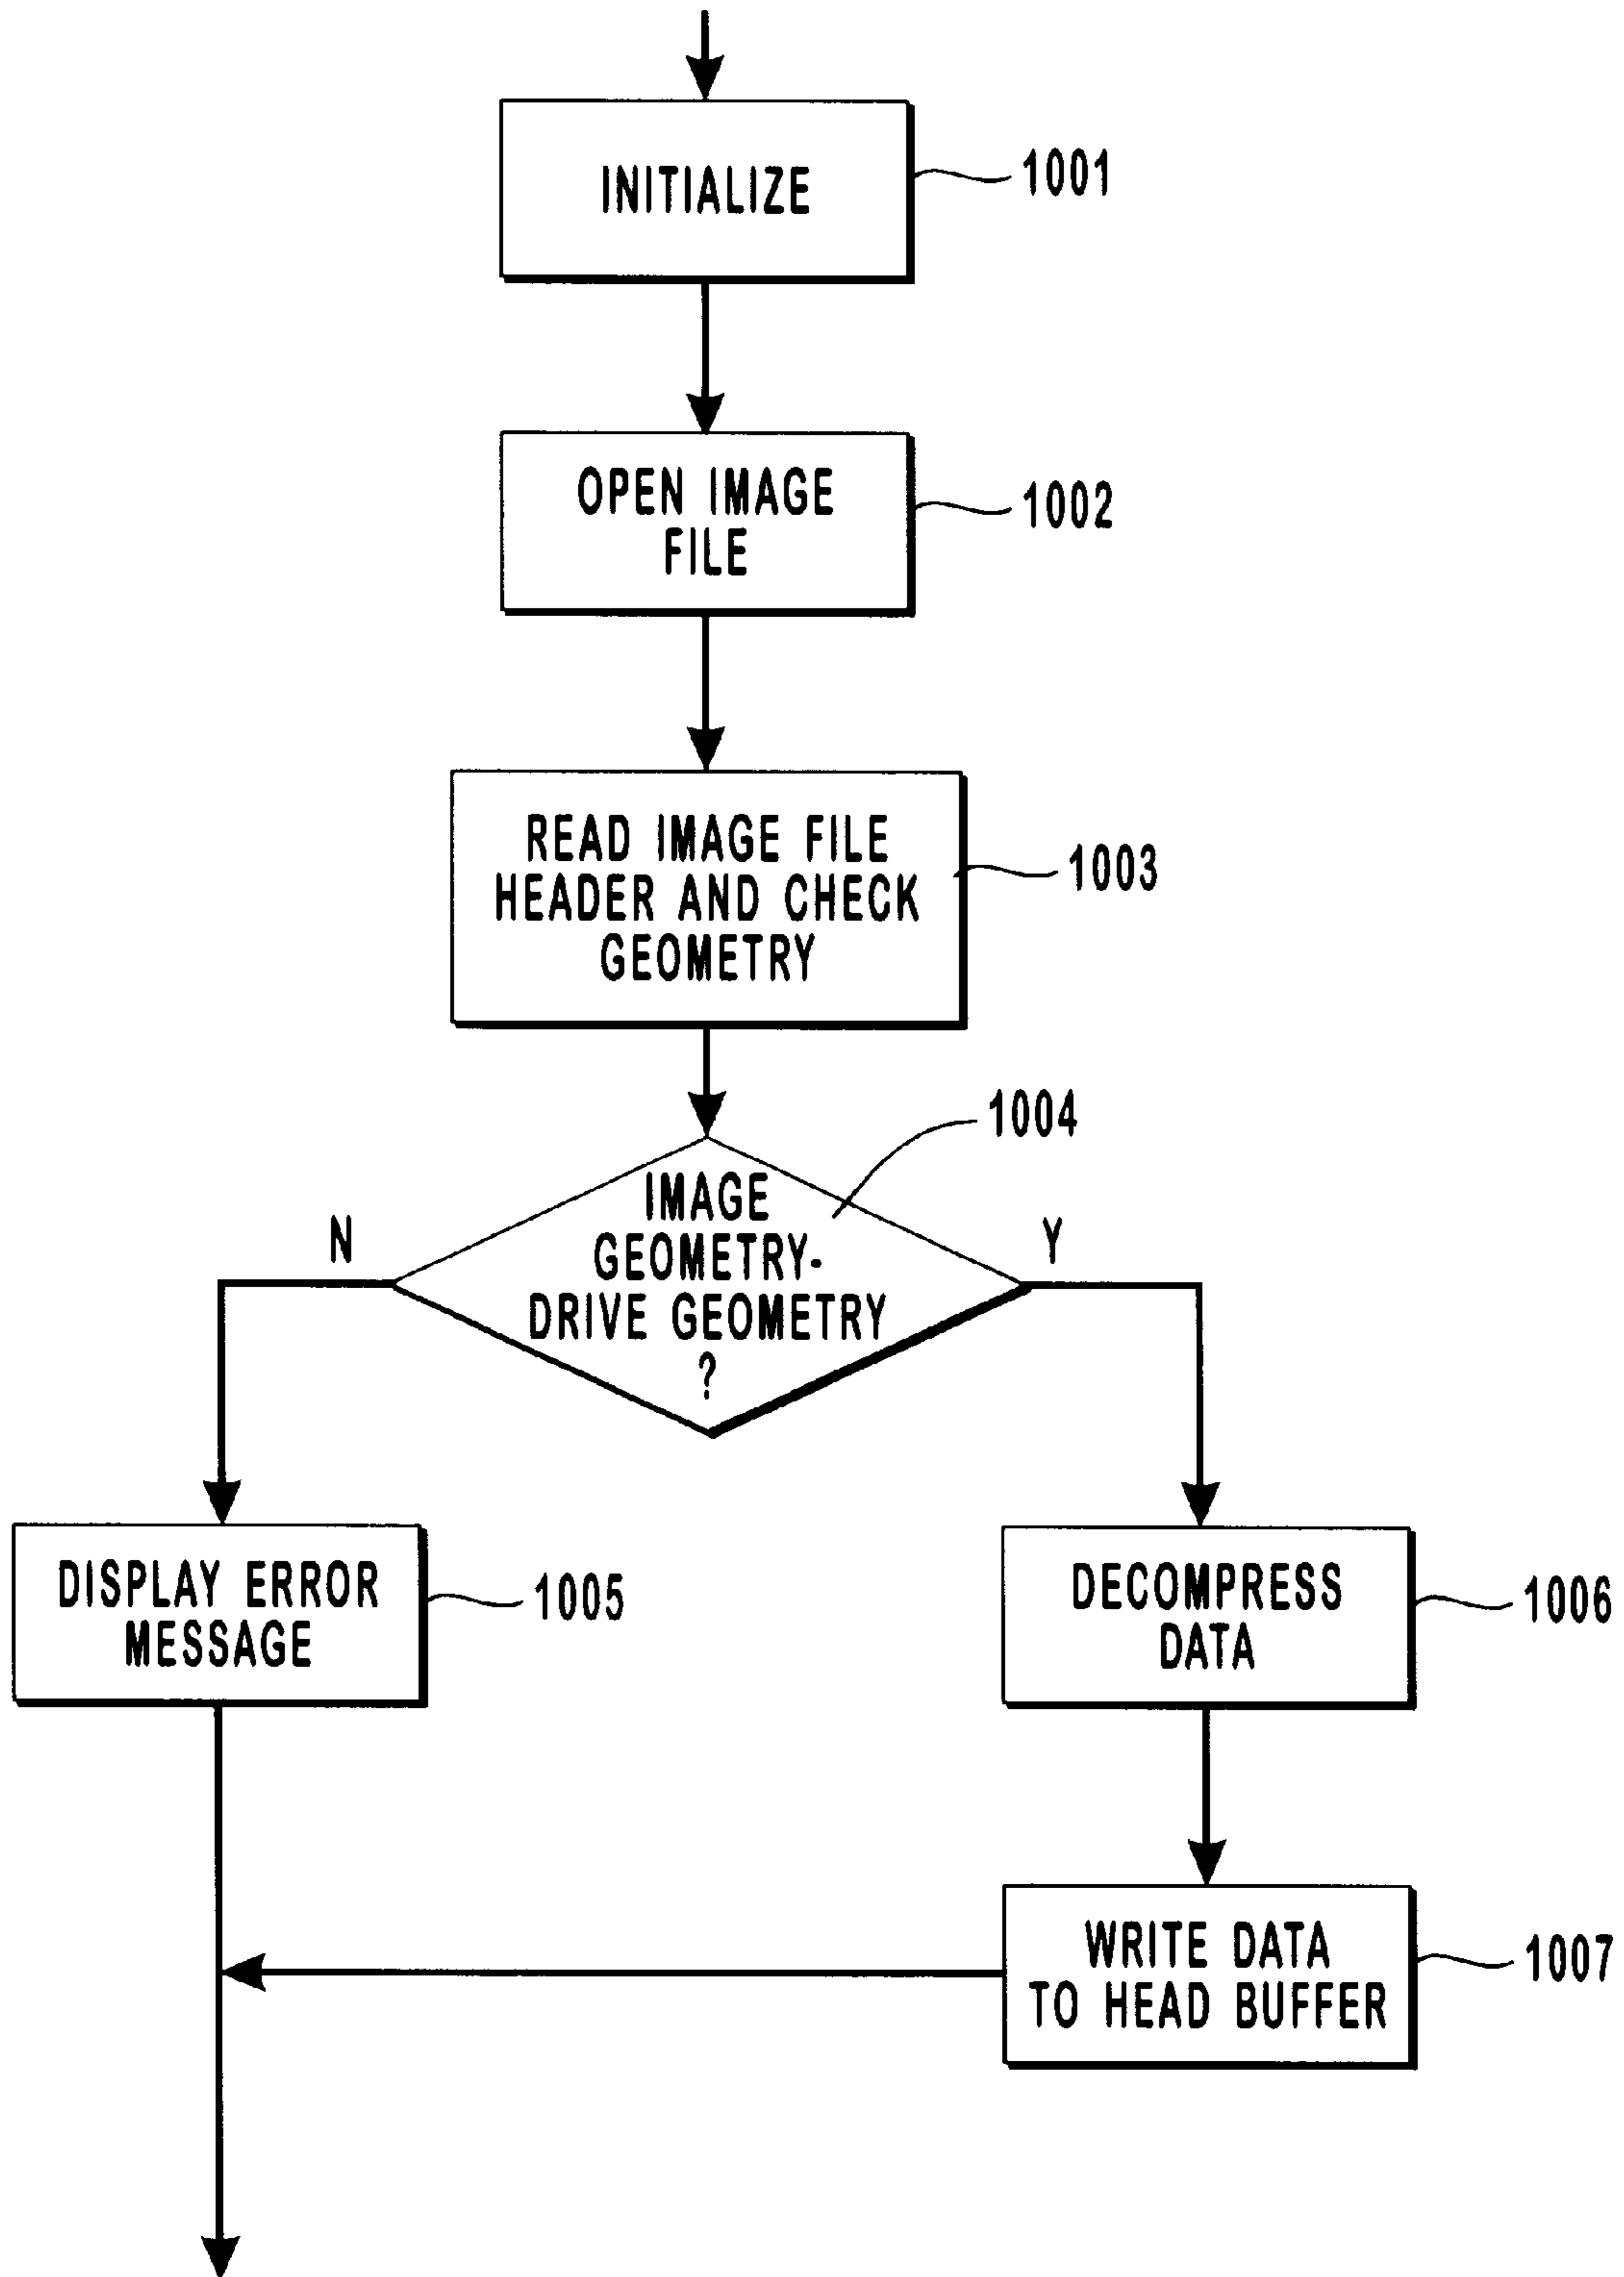 INITIALIZE
1001
OPEN IMAGE
FILE
1002
READ IMAGE FILE
HEADER AND CHECK
GEOMETRY
1003
1004
IMAGE
GEOMETRY-
DRIVE GEOMETRY
?
N
Y
DISPLAY ERROR
MESSAGE
1005
DECOMPRESS
DATA
1006
WRITE DATA
TO HEAD BUFFER
1007